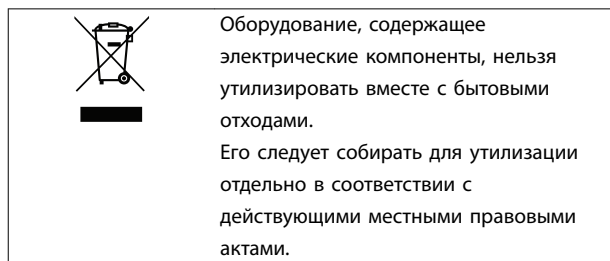 Оборудование, содержащее
электрические компоненты, нельзя
утилизировать вместе с бытовыми
отходами.
Его следует собирать для утилизации
отдельно в соответствии с
действующими местными правовыми
актами.